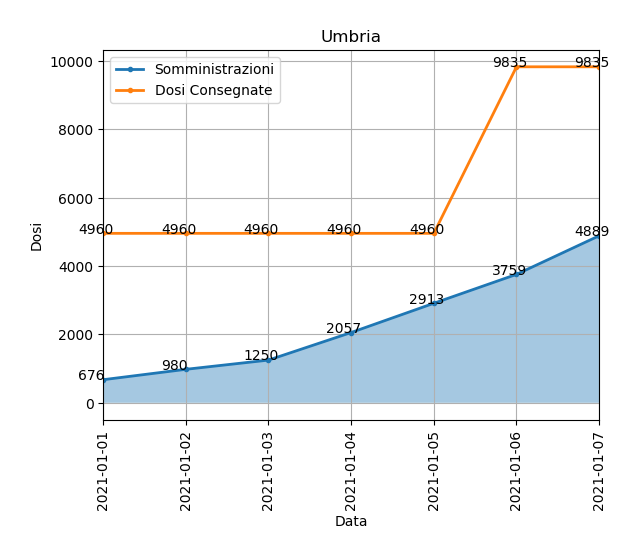 Umbria
Somministrazioni
Dosi Consegnate
10000
8000
6000
4000
2000
0
Dosi
9835 9835
4960 4960 4960 4960 4960
676 980 1250 2057 2913 3759 4889
2021-01-01
2021-01-02
2021-01-03
2021-01-04
2021-01-05
2021-01-06
2021-01-07
Data